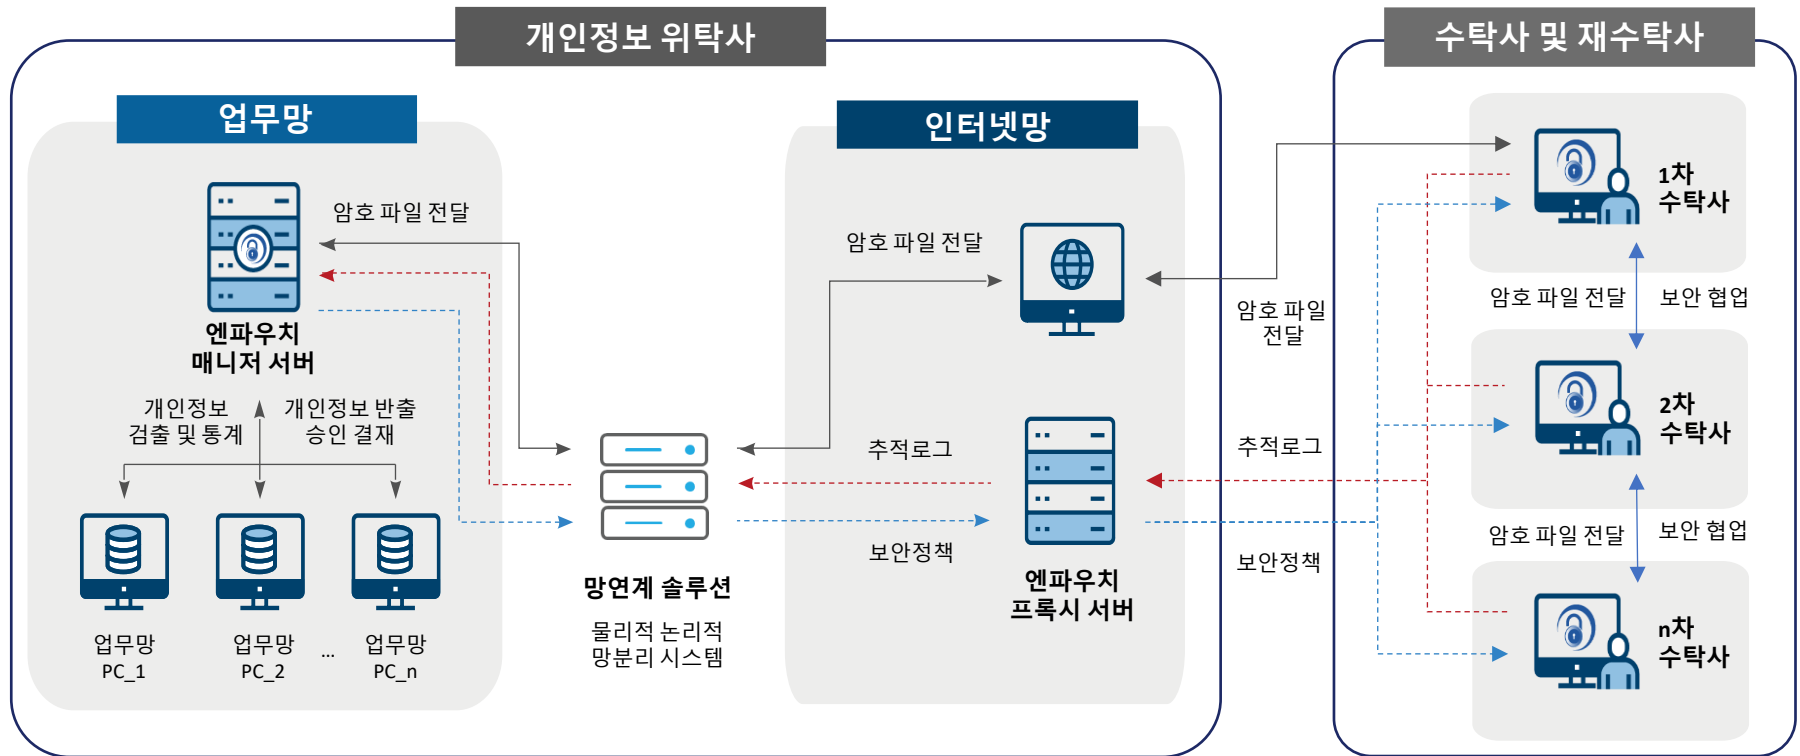 개인정보 위탁사
수탁사 및 재수탁사
업무망
인터넷망
암호 파일 전달
엔파우치
매니저 서버
개인정보
검출 및 통계
개인정보 반출
승인 결재
업무망
PC_1
업무망
PC_2
...
업무망
PC_n
망연계 솔루션
물리적 논리적
망분리 시스템
암호 파일 전달
추적로그
보안정책
엔파우치
프록시 서버
암호 파일
전달
추적로그
보안정책
1차
수탁사
암호 파일 전달
보안 협업
2차
수탁사
암호 파일 전달
보안 협업
n차
수탁사